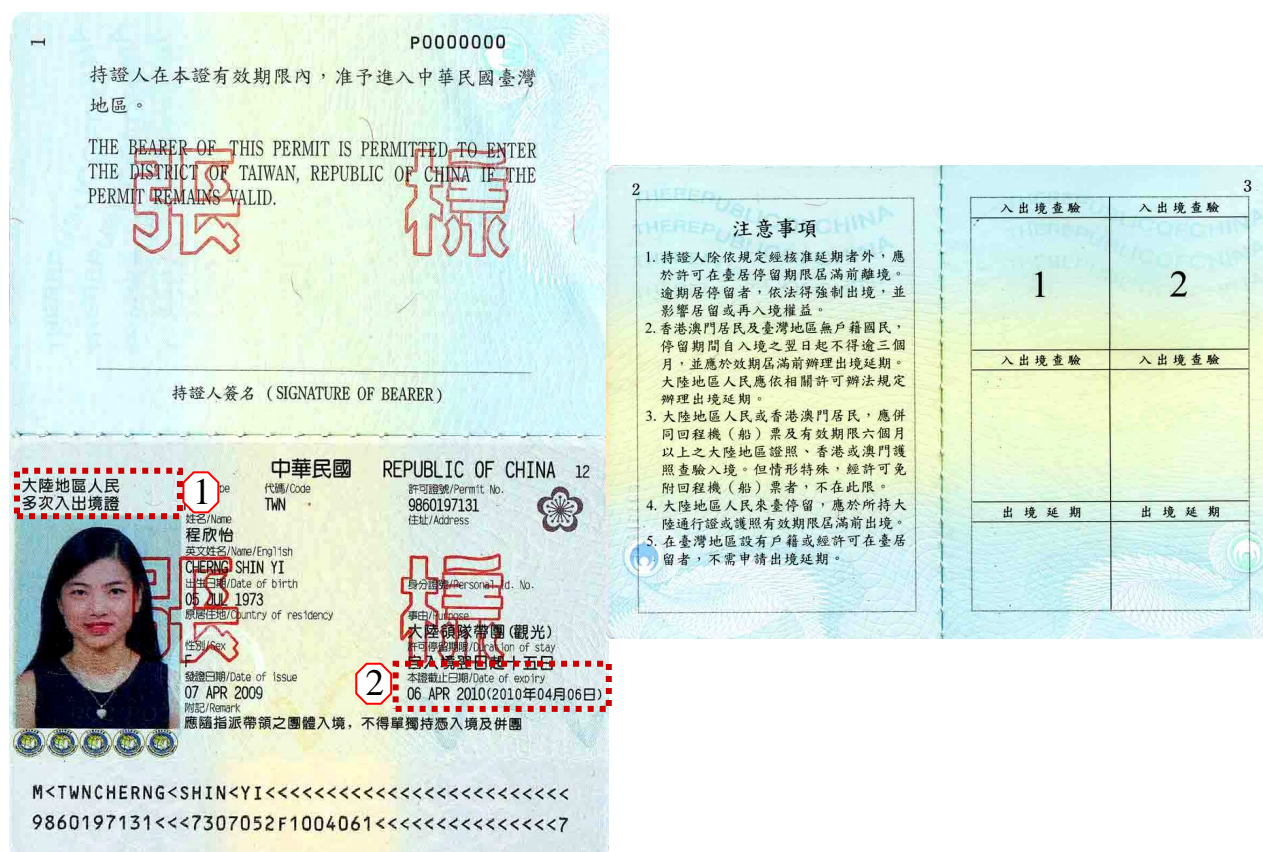 1
P0000000
持證人在本證有效期限內，准予進入中華民國臺灣
地區。
THE BEARER OF THIS PERMIT IS PERMITTED TO ENTER
THE DISTRICT OF TAIWAN, REPUBLIC OF CHINA IF THE
PERMIT REMAINS VALID.
張 樣
持證人簽名 (SIGNATURE OF BEARER)
中華民國 REPUBLIC OF CHINA 12
大陸地區人民
多次入出境證
1
代碼/Code
TWN
許可證號/Permit No.
9860197131
住址/Address
姓名/Name
程欣怡
英文姓名/Name/English
CHERNG SHIN YI
出生日期/Date of birth
05 JUL 1973
原居住地/Country of residency
身分證號/Personal Id. No.
性別/Sex
F
事由/Purpose
大陸領隊帶團(觀光)
許可停留期限/Duration of stay
自入境翌日起十五日
發證日期/Date of issue
07 APR 2009
2
本證截止日期/Date of expiry
06 APR 2010(2010年04月06日)
附記/Remark
應隨指派帶領之團體入境，不得單獨持憑入境及併團
張 樣
M<TWNCHERNG<SHIN<YI<<<<<<<<<<<<<<<<<<<<<<<<<
9860197131<<<7307052F1004061<<<<<<<<<<<<<<<7
2
注意事項
1. 持證人除依規定經核准延期者外，應
於許可在臺居停留期限屆滿前離境。
逾期居停留者，依法得強制出境，並
影響居留或再入境權益。
2. 香港澳門居民及臺灣地區無戶籍國民，
停留期間自入境之翌日起不得逾三個
月，並應於效期屆滿前辦理出境延期。
大陸地區人民應依相關許可辦法規定
辦理出境延期。
3. 大陸地區人民或香港澳門居民，應併
同回程機（船）票及有效期限六個月
以上之大陸地區證照、香港或澳門護
照查驗入境。但情形特殊，經許可免
附回程機（船）票者，不在此限。
4. 大陸地區人民來臺停留，應於所持大
陸通行證或護照有效期限屆滿前出境。
5. 在臺灣地區設有戶籍或經許可在臺居
留者，不需申請出境延期。
3
入出境查驗 入出境查驗
1 2
入出境查驗 入出境查驗
出境延期 出境延期